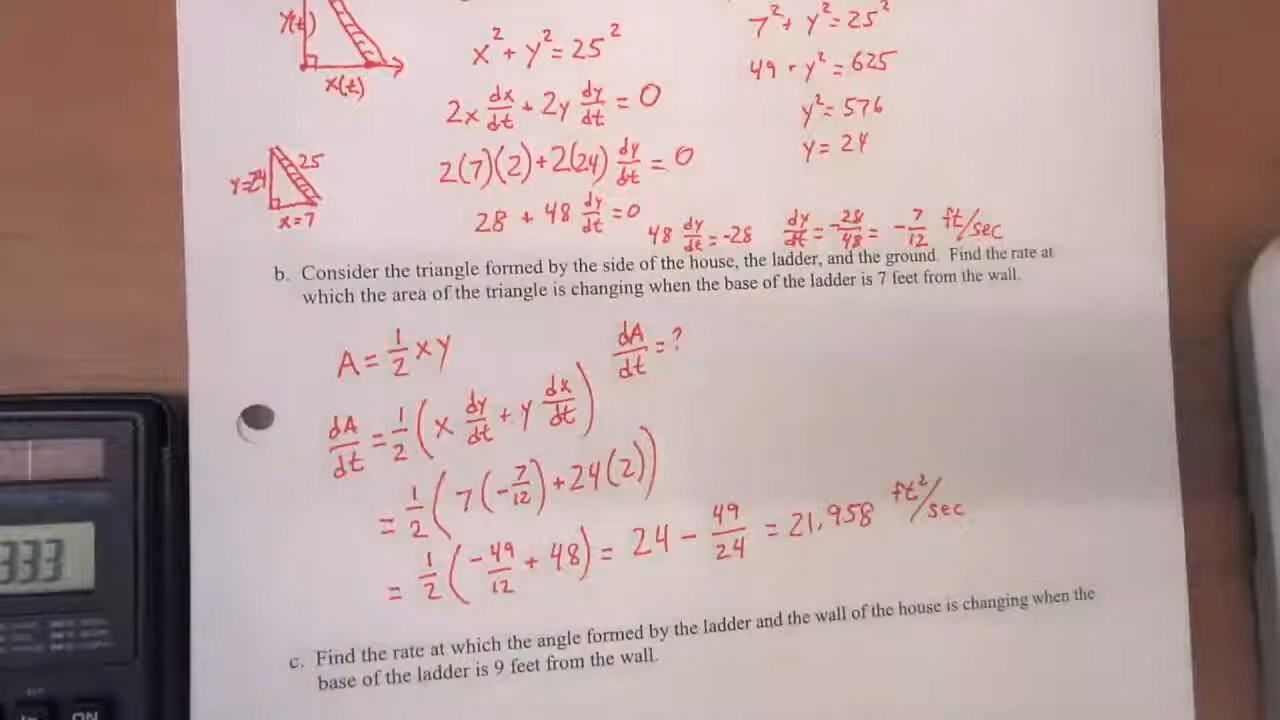 y(t)
x(t)
x² + y² = 25²
2x dx/dt + 2y dy/dt = 0
2(7)(2) + 2(24) dy/dt = 0
28 + 48 dy/dt = 0
48 dy/dt = -28
dy/dt = -28/48 = -7/12 ft/sec
7² + y² = 25²
49 + y² = 625
y² = 576
y = 24
y=24
25
x=7
b. Consider the triangle formed by the side of the house, the ladder, and the ground. Find the rate at
which the area of the triangle is changing when the base of the ladder is 7 feet from the wall.
A = 1/2 xy
dA/dt = ?
dA/dt = 1/2 (x dy/dt + y dx/dt)
= 1/2 (7(-7/12) + 24(2))
= 1/2 (-49/12 + 48) = 24 - 49/24 = 21.958 ft²/sec
c. Find the rate at which the angle formed by the ladder and the wall of the house is changing when the
base of the ladder is 9 feet from the wall.
333
ON